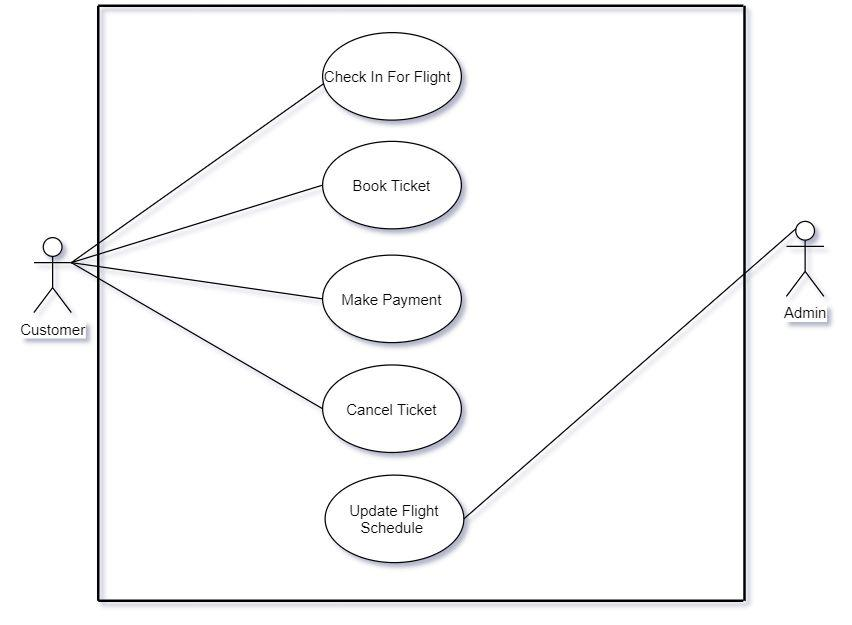 Check In For Flight
Book Ticket
Customer
Admin
Make Payment
Cancel Ticket
Update Flight
Schedule